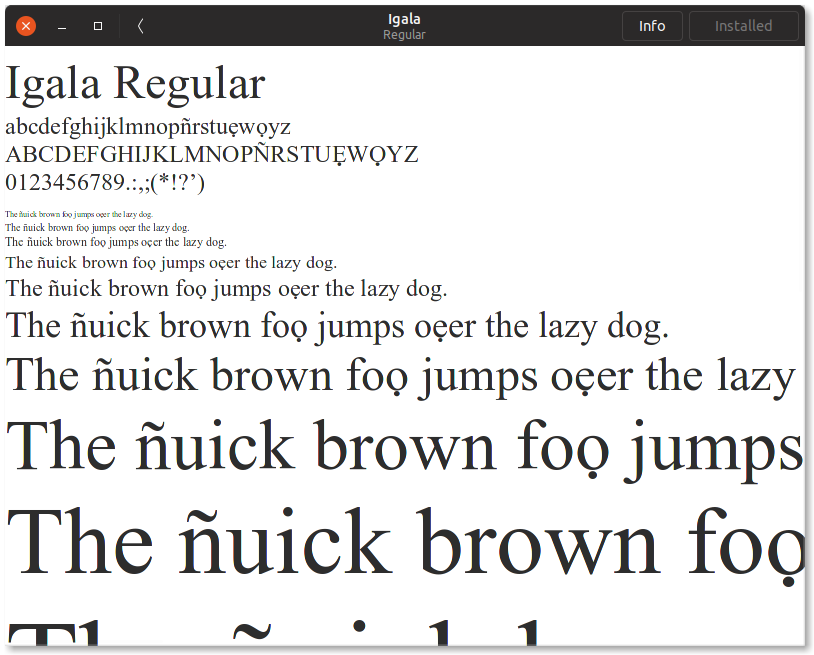 Igala
Regular
Info
Installed
Igala Regular
abcdefghijklmnopñrstuẹwọyz
ABCDEFGHIJKLMNOPÑRSTUẸWỌYZ
0123456789.:,;(*!?’)
The ñuick brown foọ jumps oẹer the lazy dog.
The ñuick brown foọ jumps oẹer the lazy dog.
The ñuick brown foọ jumps oẹer the lazy dog.
The ñuick brown foọ jumps oẹer the lazy dog.
The ñuick brown foọ jumps oẹer the lazy dog.
The ñuick brown foọ jumps oẹer the lazy dog.
The ñuick brown foọ jumps oẹer the lazy
The ñuick brown foọ jumps
The ñuick brown foọ